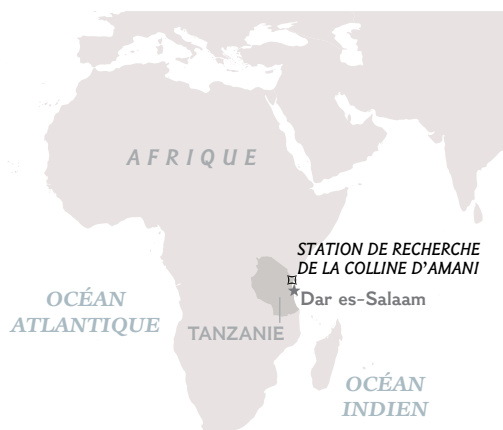 AFRIQUE
STATION DE RECHERCHE
DE LA COLLINE D’AMANI
Dar es-Salaam
OCÉAN
ATLANTIQUE
TANZANIE
OCÉAN
INDIEN